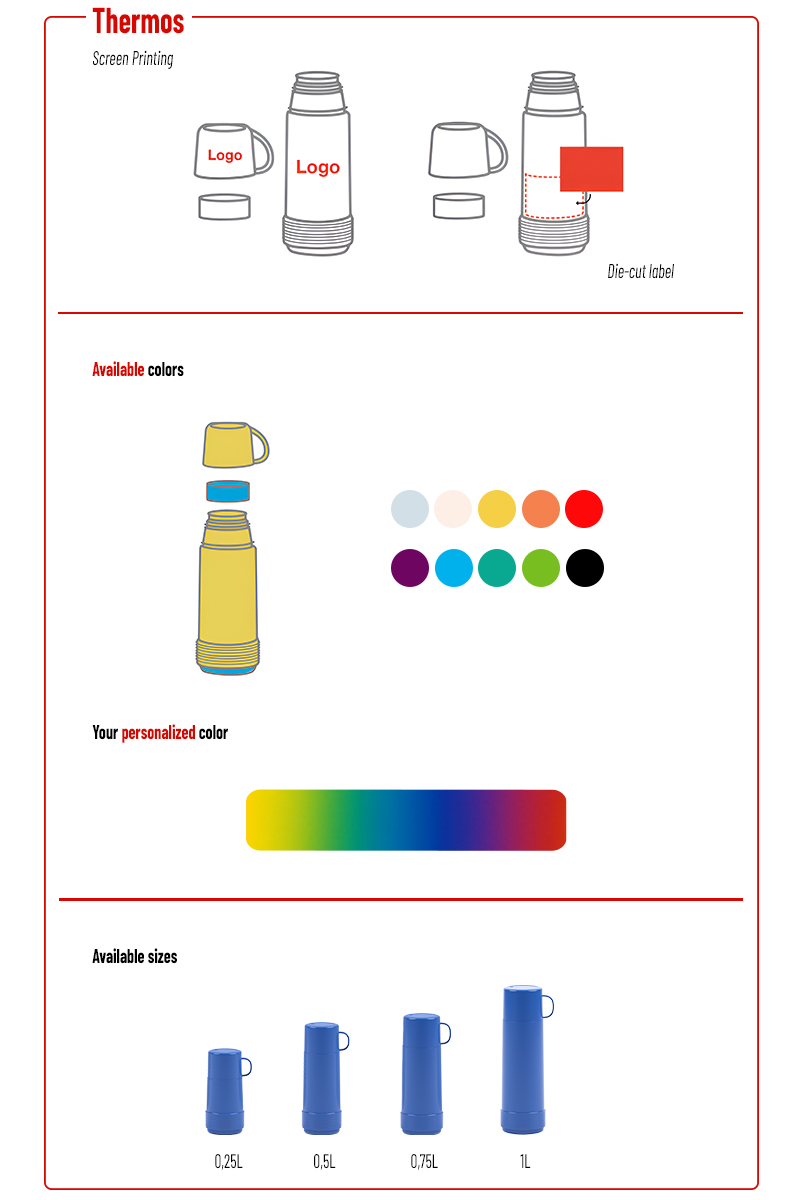 Thermos
Screen Printing
Logo
Logo
Die-cut label
Available colors
Your personalized color
Available sizes
0,25L
0,5L
0,75L
1L